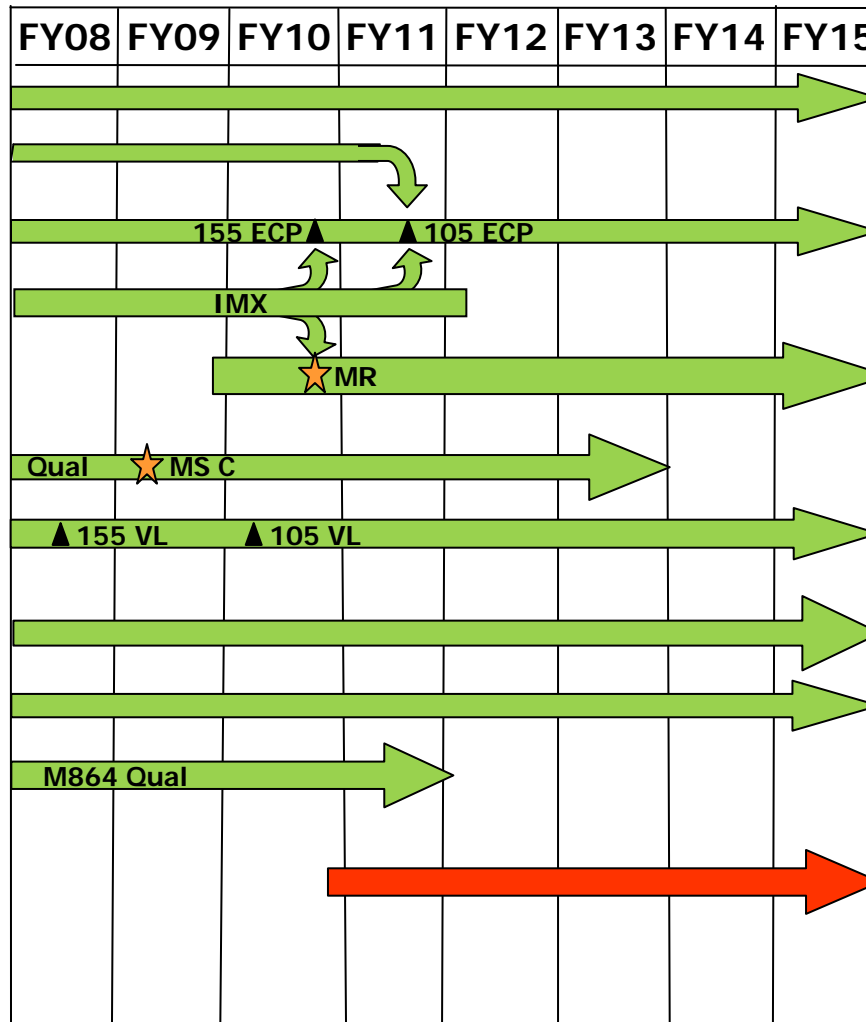 FY08 FY09 FY10 FY11 FY12 FY13 FY14 FY15
155 ECP 105 ECP
IMX
MR
Qual MS C
155 VL 105 VL
M864 Qual